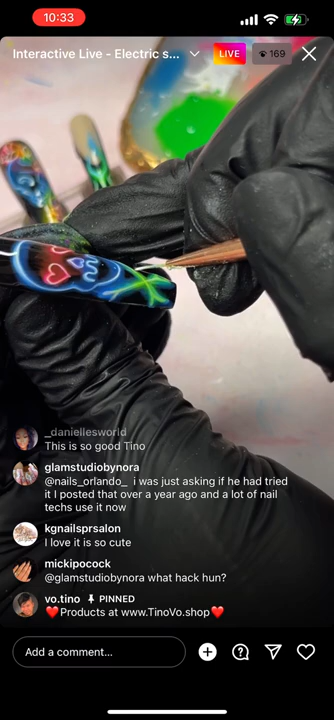 10:33
Interactive Live - Electric s...
LIVE
169
_daniellesworld
This is so good Tino
glamstudiobynora
@nails_orlando_ i was just asking if he had tried
it I posted that over a year ago and a lot of nail
techs use it now
kgnailsprsalon
I love it is so cute
mickipocock
@glamstudiobynora what hack hun?
vo.tino PINNED
❤️Products at www.TinoVo.shop❤️
Add a comment...